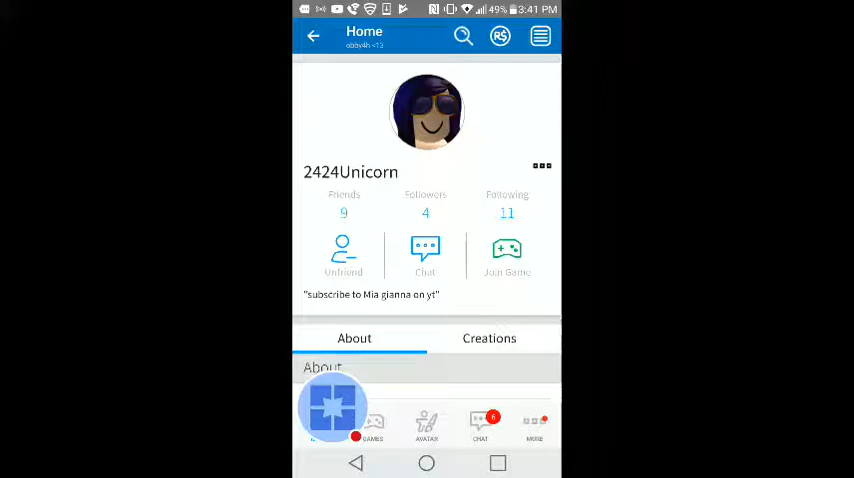 N 49% 3:41 PM
Home
obby4h <13
R$
2424Unicorn
Friends Followers Following
9 4 11
Unfriend Chat Join Game
"subscribe to Mia gianna on yt"
About Creations
About
GAMES AVATAR CHAT MORE
6